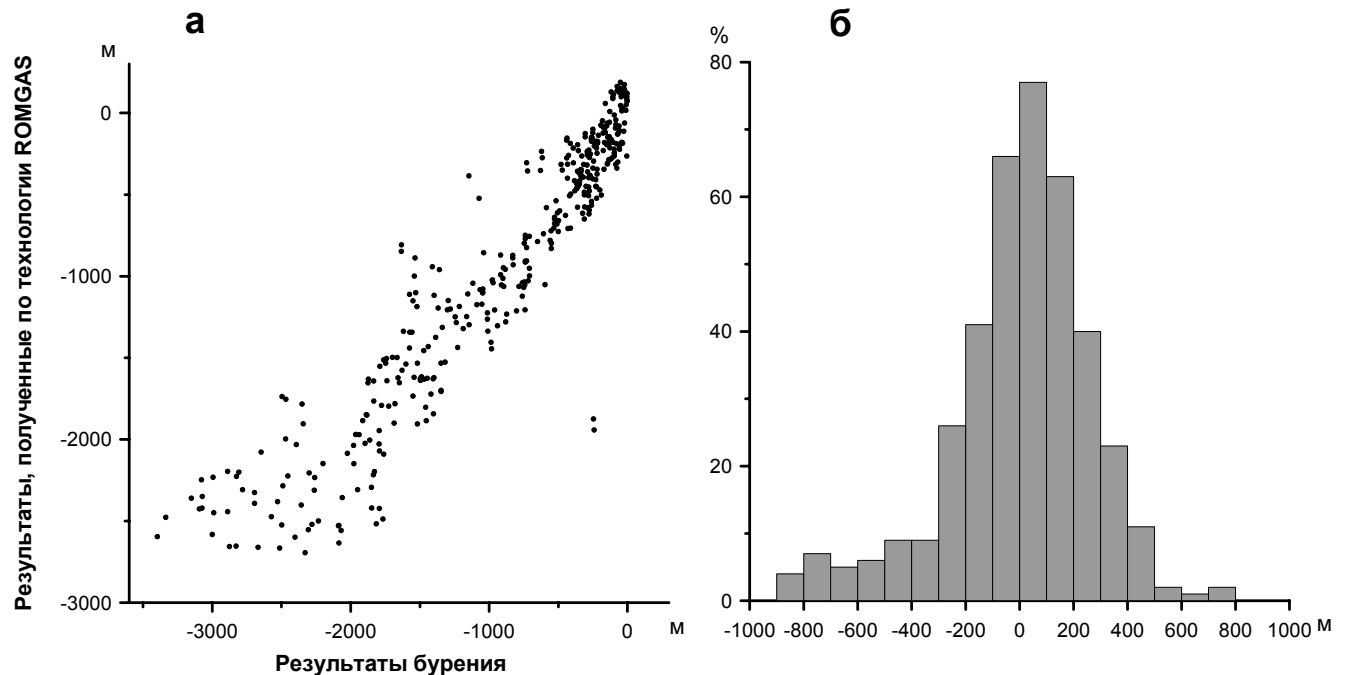 а
м
Результаты, полученные по технологии ROMGAS
0
-1000
-2000
-3000
-3000 -2000 -1000 0 м
Результаты бурения
б
%
80
60
40
20
0
-1000 -800 -600 -400 -200 0 200 400 600 800 1000 м